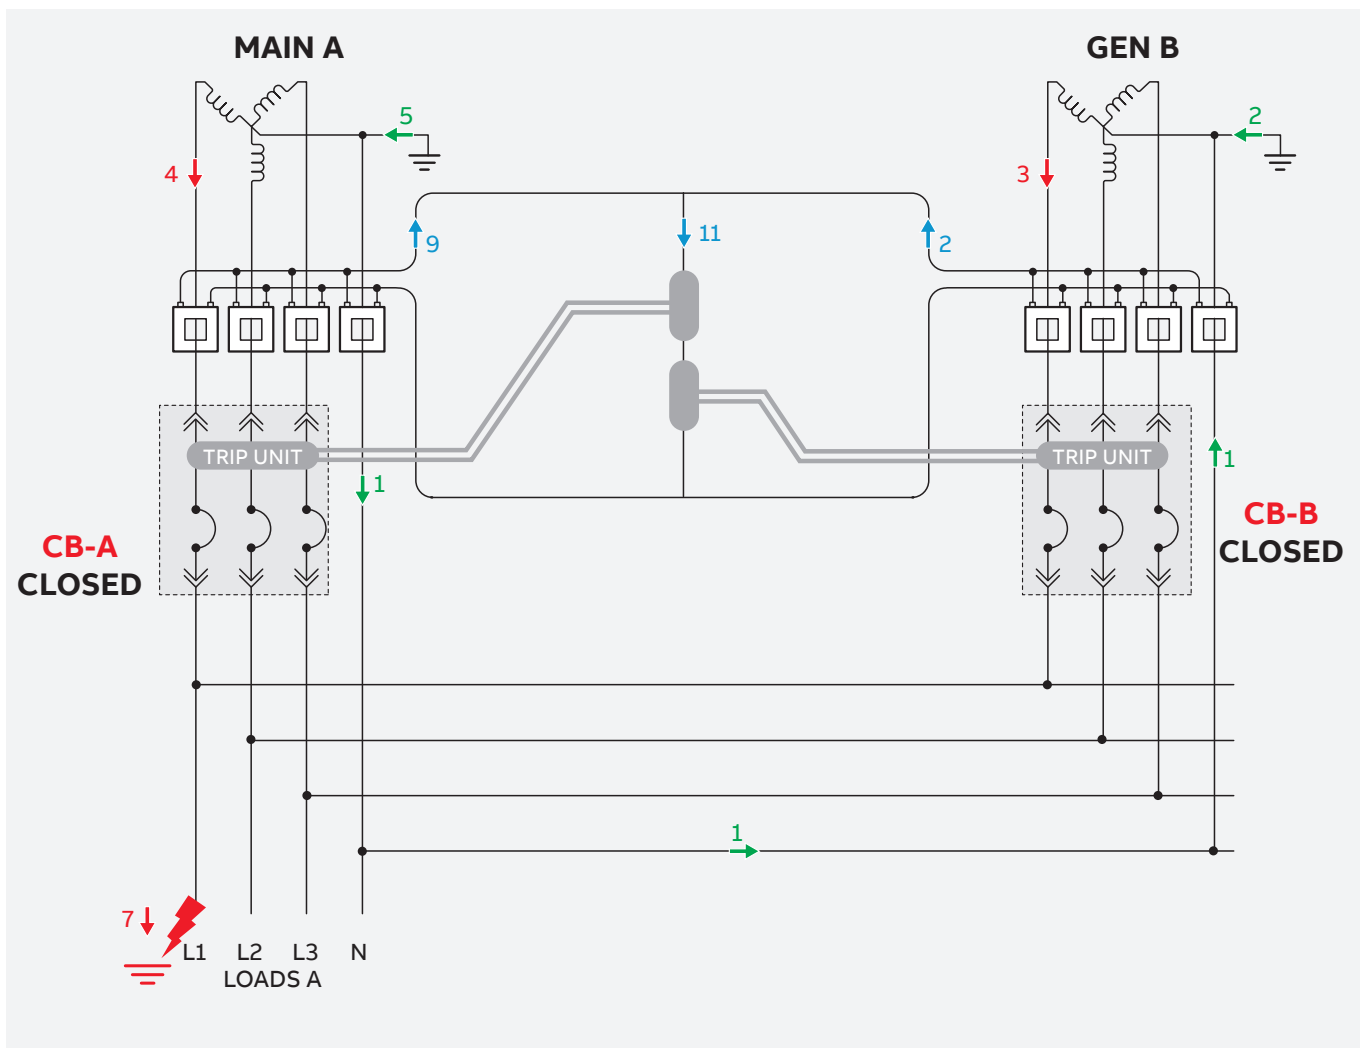 MAIN A
GEN B
5
2
4
3
9
11
2
TRIP UNIT
TRIP UNIT
1
1
CB-A
CLOSED
CB-B
CLOSED
1
7
L1 L2 L3 N
LOADS A